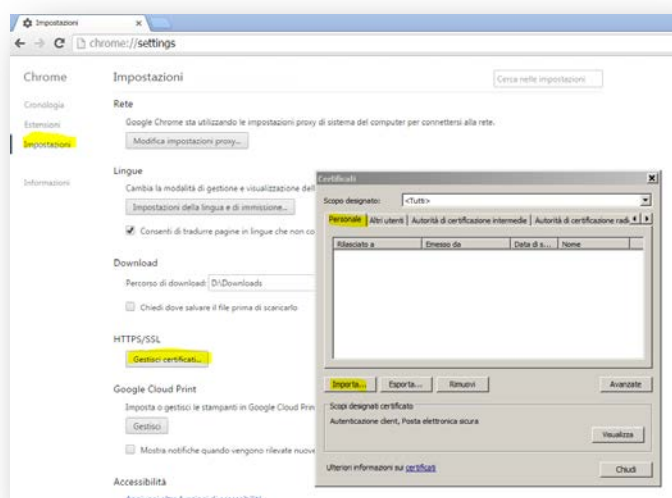 Impostazioni
chrome://settings
Chrome
Impostazioni
Cerca nelle impostazioni
Cronologia
Estensioni
Impostazioni
Informazioni
Rete
Google Chrome sta utilizzando le impostazioni proxy di sistema del computer per connettersi alla rete.
Modifica impostazioni proxy...
Lingue
Cambia la modalità di gestione e visualizzazione dell
Impostazioni della lingua e di immissione...
Consenti di tradurre pagine in lingue che non co
Download
Percorso di download: D:\Downloads
Chiedi dove salvare il file prima di scaricarlo
HTTPS/SSL
Gestisci certificati...
Google Cloud Print
Imposta o gestisci le stampanti in Google Cloud Prin
Gestisci
Mostra notifiche quando vengono rilevate nuove
Accessibilità
Certificati
Scopo designato: <Tutti>
Personale Altri utenti Autorità di certificazione intermedie Autorità di certificazione radi
Rilasciato a Emesso da Data di s... Nome
Importa... Esporta... Rimuovi Avanzate
Scopi designati certificato
Autenticazione client, Posta elettronica sicura
Visualizza
Ulteriori informazioni sui certificati
Chiudi